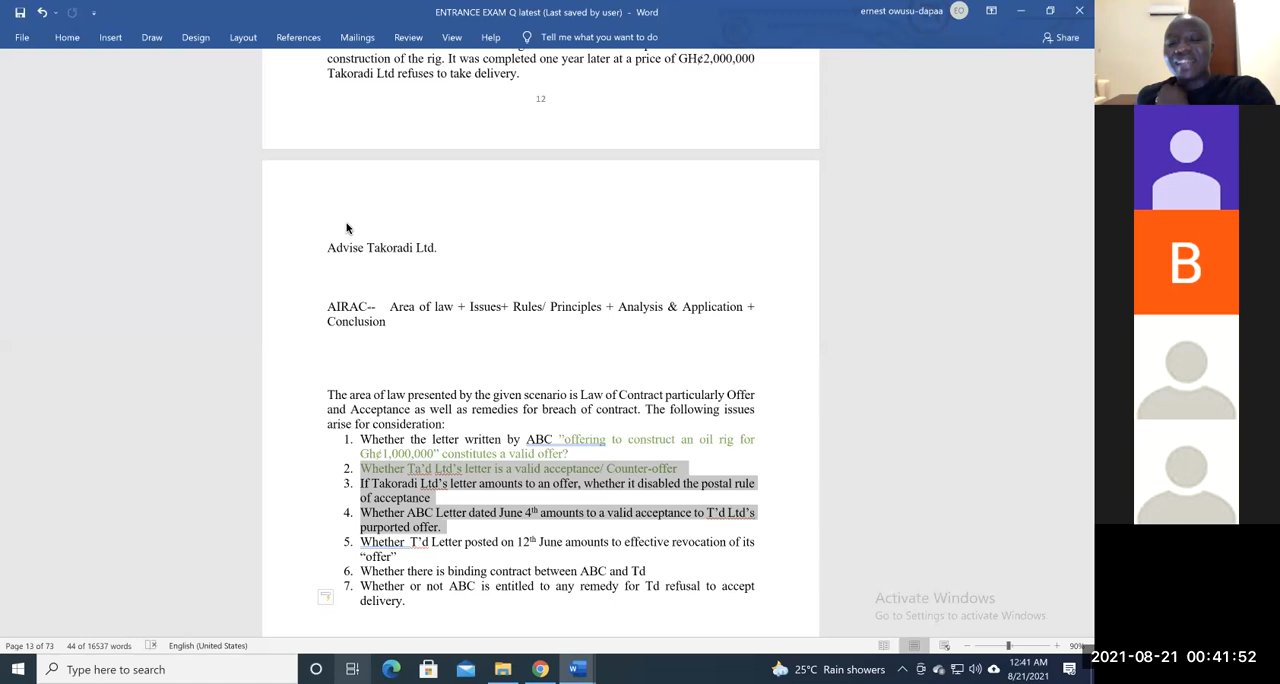 ENTRANCE EXAM Q latest (Last saved by user) - Word
ernest owusu-dapaa
EO
File Home Insert Draw Design Layout References Mailings Review View Help Tell me what you want to do
Share
construction of the rig. It was completed one year later at a price of GH¢2,000,000
Takoradi Ltd refuses to take delivery.
12
Advise Takoradi Ltd.
AIRAC-- Area of law + Issues+ Rules/ Principles + Analysis & Application +
Conclusion
The area of law presented by the given scenario is Law of Contract particularly Offer
and Acceptance as well as remedies for breach of contract. The following issues
arise for consideration:
1. Whether the letter written by ABC ”offering to construct an oil rig for
Gh¢1,000,000” constitutes a valid offer?
2. Whether Ta’d Ltd’s letter is a valid acceptance/ Counter-offer
3. If Takoradi Ltd’s letter amounts to an offer, whether it disabled the postal rule
of acceptance
4. Whether ABC Letter dated June 4th amounts to a valid acceptance to T’d Ltd’s
purported offer.
5. Whether T’d Letter posted on 12th June amounts to effective revocation of its
“offer”
6. Whether there is binding contract between ABC and Td
7. Whether or not ABC is entitled to any remedy for Td refusal to accept
delivery.
B
Activate Windows
Go to Settings to activate Windows
Page 13 of 73 44 of 16537 words English (United States)
90%
Type here to search
25°C Rain showers
12:41 AM
8/21/2021
2021-08-21 00:41:52